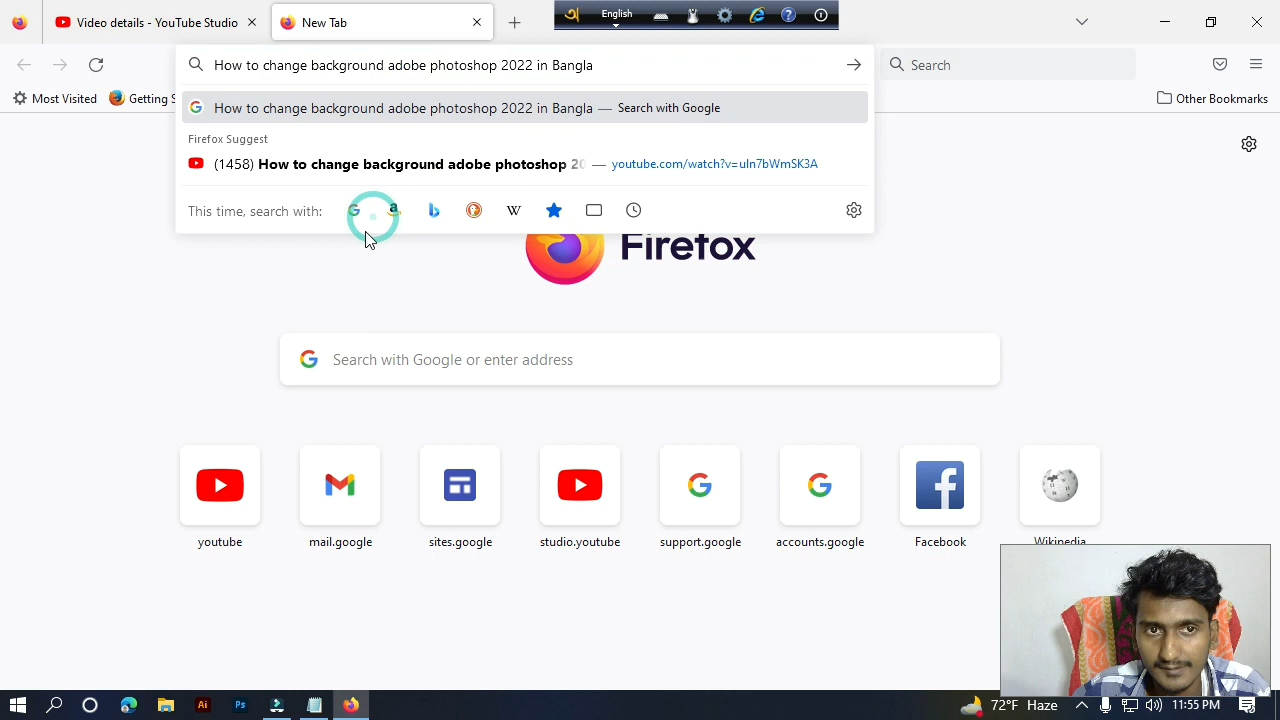 Video details - YouTube Studio
New Tab
English
How to change background adobe photoshop 2022 in Bangla
Search
Most Visited
Getting S
Other Bookmarks
How to change background adobe photoshop 2022 in Bangla — Search with Google
Firefox Suggest
(1458) How to change background adobe photoshop 20 — youtube.com/watch?v=uln7bWmSK3A
This time, search with:
Firefox
Search with Google or enter address
youtube
mail.google
sites.google
studio.youtube
support.google
accounts.google
Facebook
Wikipedia
72°F Haze
11:55 PM